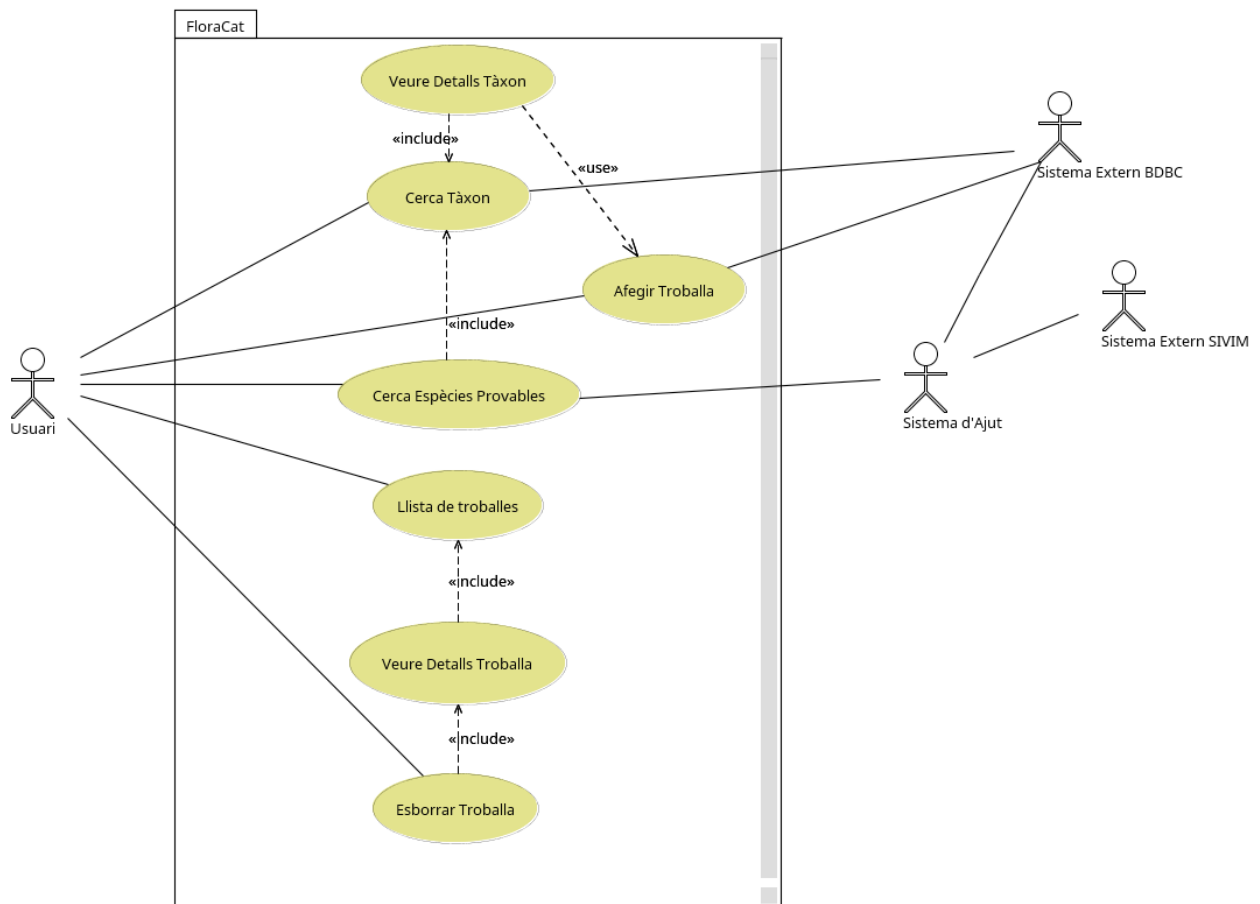 FloraCat
Veure Detalls Tàxon
«include»
Cerca Tàxon
«use»
Sistema Extern BDBC
Afegir Troballa
«include»
Sistema Extern SIVIM
Usuari
Cerca Espècies Provables
Sistema d'Ajut
Llista de troballes
«include»
Veure Detalls Troballa
«include»
Esborrar Troballa